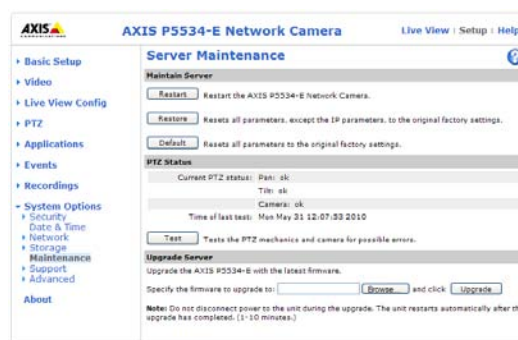 AXIS
COMMUNICATIONS
AXIS P5534-E Network Camera
Live View | Setup | Help
Basic Setup
Video
Live View Config
PTZ
Applications
Events
Recordings
System Options
Security
Date & Time
Network
Storage
Maintenance
Support
Advanced
About
Server Maintenance
?
Maintain Server
Restart Restart the AXIS P5534-E Network Camera.
Restore Resets all parameters, except the IP parameters, to the original factory settings.
Default Resets all parameters to the original factory settings.
PTZ Status
Current PTZ status: Pan: ok
Tilt: ok
Camera: ok
Time of last test: Mon May 31 12:07:33 2010
Test Tests the PTZ mechanics and camera for possible errors.
Upgrade Server
Upgrade the AXIS P5534-E with the latest firmware.
Specify the firmware to upgrade to: Browse... and click Upgrade
Note: Do not disconnect power to the unit during the upgrade. The unit restarts automatically after th
upgrade has completed. (1-10 minutes.)